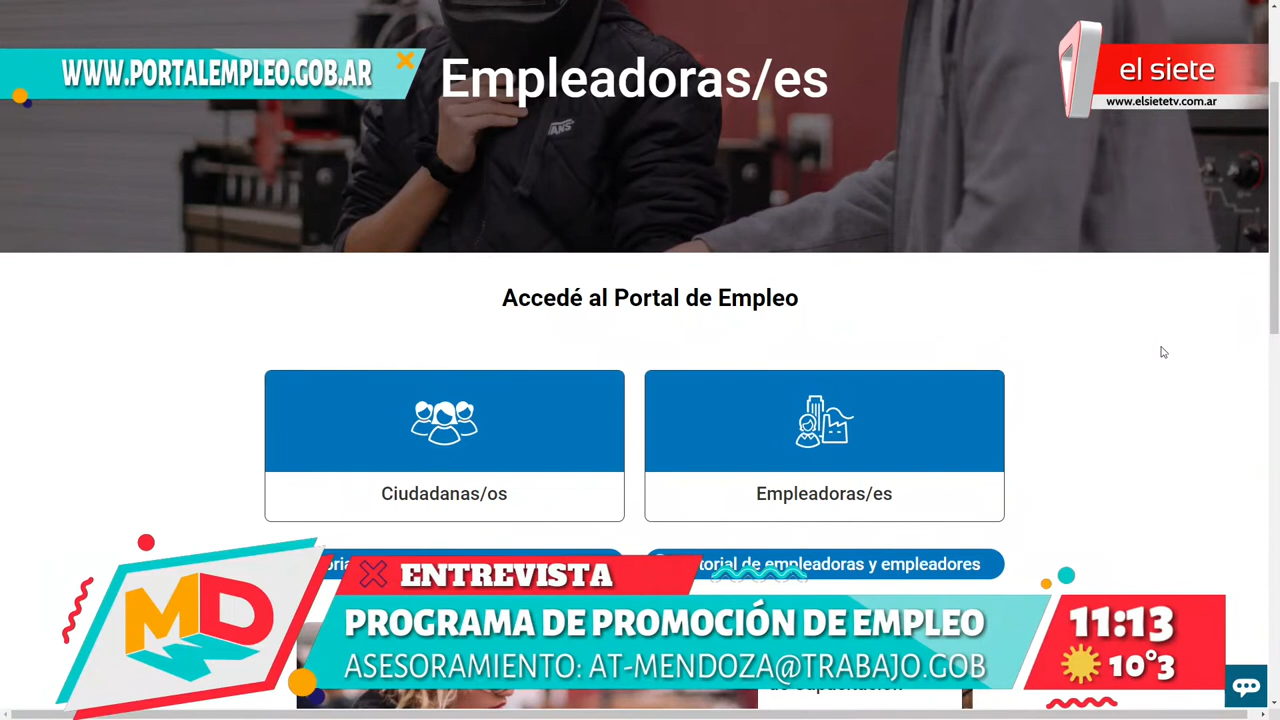 WWW.PORTALEMPLEO.GOB.AR
Empleadoras/es
el siete
www.elsietetv.com.ar
VANS
Accedé al Portal de Empleo
Ciudadanas/os
Empleadoras/es
de empleadoras y empleadores
ENTREVISTA
PROGRAMA DE PROMOCIÓN DE EMPLEO
ASESORAMIENTO: AT-MENDOZA@TRABAJO.GOB
MD
11:13
10°3